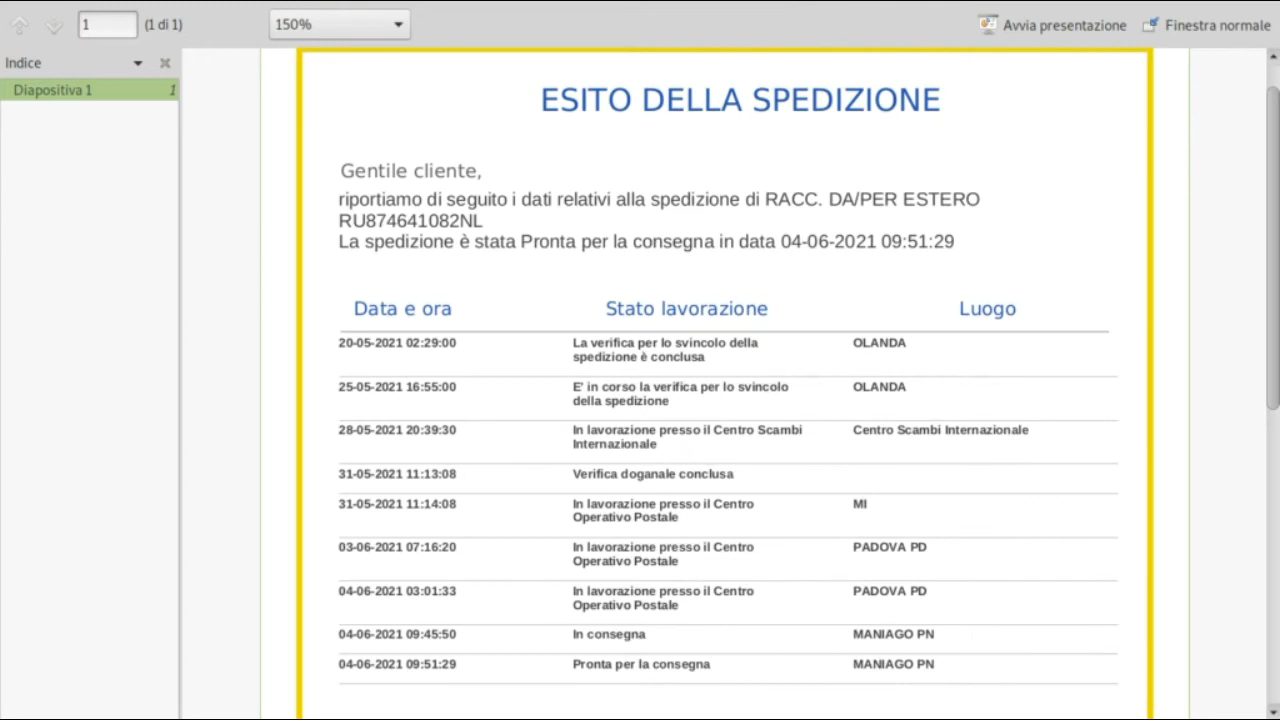 1 (1 di 1) 150% Avvia presentazione Finestra normale
Indice
Diapositiva 1 1
ESITO DELLA SPEDIZIONE
Gentile cliente,
riportiamo di seguito i dati relativi alla spedizione di RACC. DA/PER ESTERO
RU874641082NL
La spedizione è stata Pronta per la consegna in data 04-06-2021 09:51:29
Data e ora Stato lavorazione Luogo
20-05-2021 02:29:00 La verifica per lo svincolo della OLANDA
spedizione è conclusa
25-05-2021 16:55:00 E' in corso la verifica per lo svincolo OLANDA
della spedizione
28-05-2021 20:39:30 In lavorazione presso il Centro Scambi Centro Scambi Internazionale
Internazionale
31-05-2021 11:13:08 Verifica doganale conclusa
31-05-2021 11:14:08 In lavorazione presso il Centro MI
Operativo Postale
03-06-2021 07:16:20 In lavorazione presso il Centro PADOVA PD
Operativo Postale
04-06-2021 03:01:33 In lavorazione presso il Centro PADOVA PD
Operativo Postale
04-06-2021 09:45:50 In consegna MANIAGO PN
04-06-2021 09:51:29 Pronta per la consegna MANIAGO PN